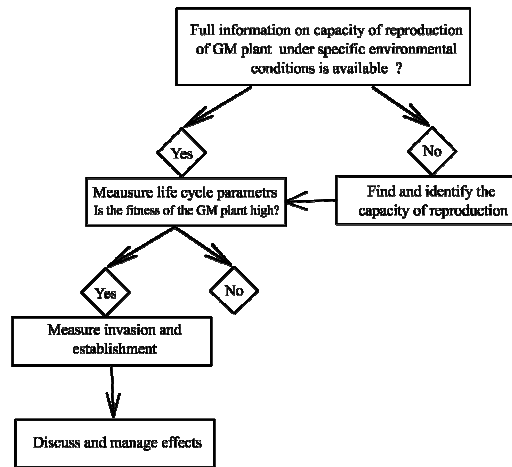 Full information on capacity of reproduction
of GM plant under specific environmental
conditions is available ?
Yes
No
Meausure life cycle parametrs
Is the fitness of the GM plant high?
Find and identify the
capacity of reproduction
Yes
No
Measure invasion and
establishment
Discuss and manage effects